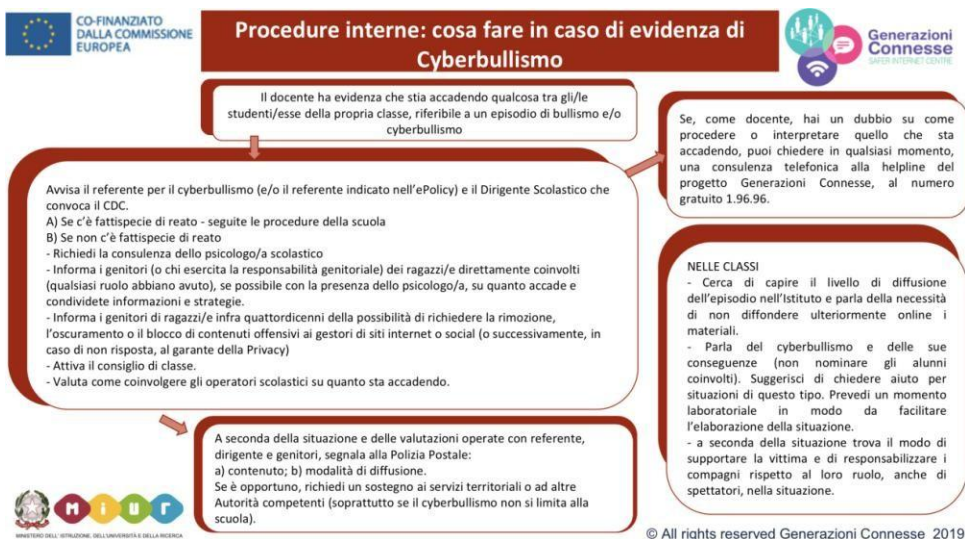 CO-FINANZIATO
DALLA COMMISSIONE
EUROPEA
Procedure interne: cosa fare in caso di evidenza di
Cyberbullismo
Generazioni
Connesse
SAFER INTERNET CENTRE
Il docente ha evidenza che stia accadendo qualcosa tra gli/le
studenti/esse della propria classe, riferibile a un episodio di bullismo e/o
cyberbullismo
Se, come docente, hai un dubbio su come
procedere o interpretare quello che sta
accadendo, puoi chiedere in qualsiasi momento,
una consulenza telefonica alla helpline del
progetto Generazioni Connesse, al numero
gratuito 1.96.96.
Avvisa il referente per il cyberbullismo (e/o il referente indicato nell'ePolicy) e il Dirigente Scolastico che
convoca il CDC.
A) Se c'è fattispecie di reato - seguite le procedure della scuola
B) Se non c'è fattispecie di reato
- Richiedi la consulenza dello psicologo/a scolastico
- Informa i genitori (o chi esercita la responsabilità genitoriale) dei ragazzi/e direttamente coinvolti
(qualsiasi ruolo abbiano avuto), se possibile con la presenza dello psicologo/a, su quanto accade e
condividete informazioni e strategie.
- Informa i genitori di ragazzi/e infra quattordicenni della possibilità di richiedere la rimozione,
l'oscuramento o il blocco di contenuti offensivi ai gestori di siti internet o social (o successivamente, in
caso di non risposta, al garante della Privacy)
- Attiva il consiglio di classe.
- Valuta come coinvolgere gli operatori scolastici su quanto sta accadendo.
NELLE CLASSI
- Cerca di capire il livello di diffusione
dell'episodio nell'Istituto e parla della necessità
di non diffondere ulteriormente online i
materiali.
- Parla del cyberbullismo e delle sue
conseguenze (non nominare gli alunni
coinvolti). Suggerisci di chiedere aiuto per
situazioni di questo tipo. Prevedi un momento
laboratoriale in modo da facilitare
l'elaborazione della situazione.
- a seconda della situazione trova il modo di
supportare la vittima e di responsabilizzare i
compagni rispetto al loro ruolo, anche di
spettatori, nella situazione.
A seconda della situazione e delle valutazioni operate con referente,
dirigente e genitori, segnala alla Polizia Postale:
a) contenuto; b) modalità di diffusione.
Se è opportuno, richiedi un sostegno ai servizi territoriali o ad altre
Autorità competenti (soprattutto se il cyberbullismo non si limita alla
scuola).
miur
MINISTERO DELL'ISTRUZIONE, DELL'UNIVERSITÀ E DELLA RICERCA
© All rights reserved Generazioni Connesse 2019